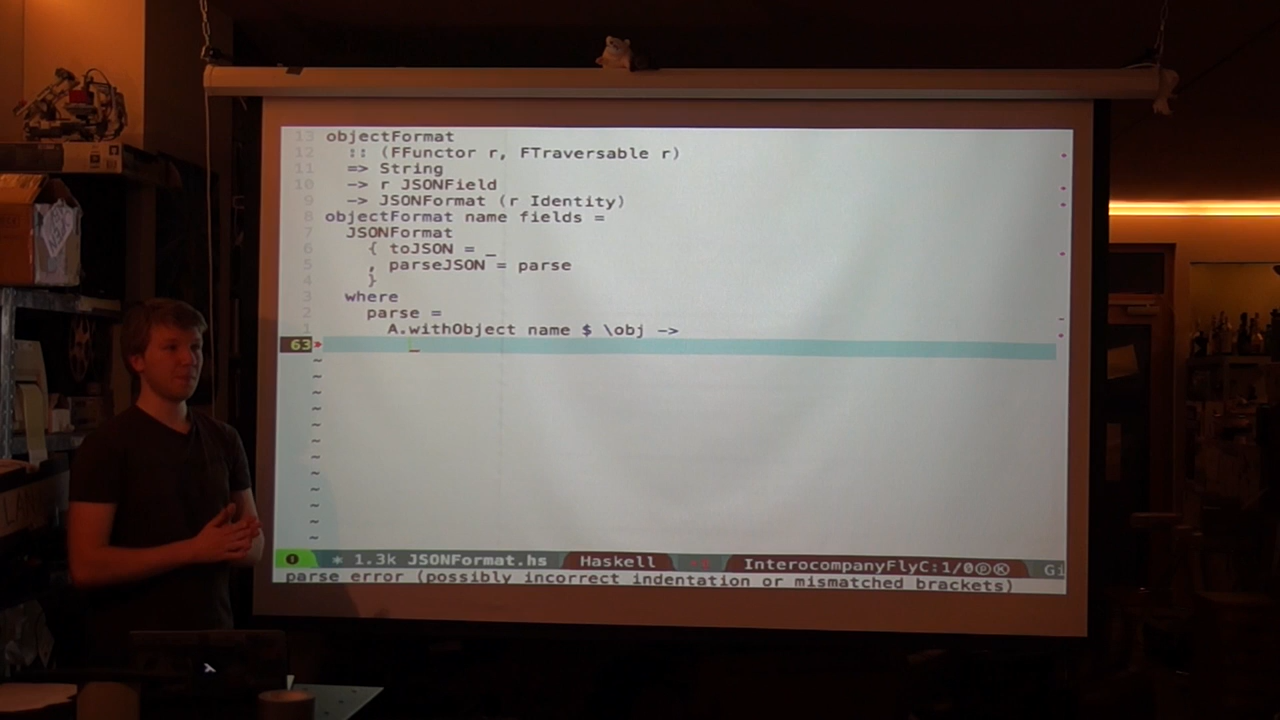 13 objectFormat
12 :: (FFunctor r, FTraversable r)
11 => String
10 -> r JSONField
9 -> JSONFormat (r Identity)
8 objectFormat name fields =
7 JSONFormat
6 { toJSON = _
5 , parseJSON = parse
4 }
3 where
2 parse =
1 A.withObject name $ \obj ->
63
~
~
~
~
~
~
~
~
~
~
~
~
* 1.3k JSONFormat.hs Haskell InterocompanyFlyC:1/0ⓅⓀ Gi
parse error (possibly incorrect indentation or mismatched brackets)